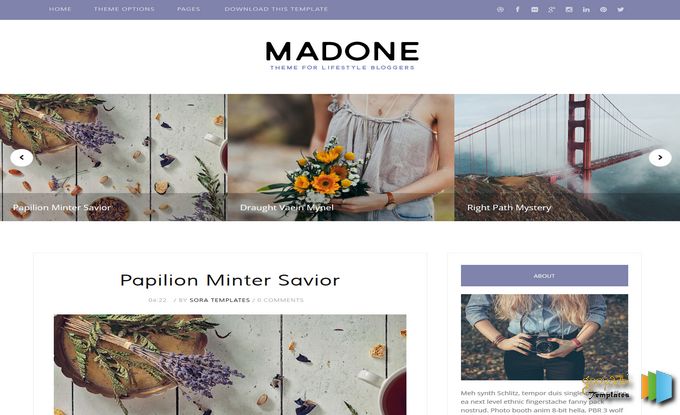 HOME THEME OPTIONS PAGES DOWNLOAD THIS TEMPLATE
MADONE
THEME FOR LIFESTYLE BLOGGERS
Papilion Minter Savior
Draught Vaein Mynel
Right Path Mystery
Papilion Minter Savior
04:22 / BY SORA TEMPLATES / 0 COMMENTS
ABOUT
Meh synth Schlitz, tempor duis single
ea next level ethnic fingerstache fanny pack
nostrud. Photo booth anim 8-bit hella, PBR 3 wolf
Templates